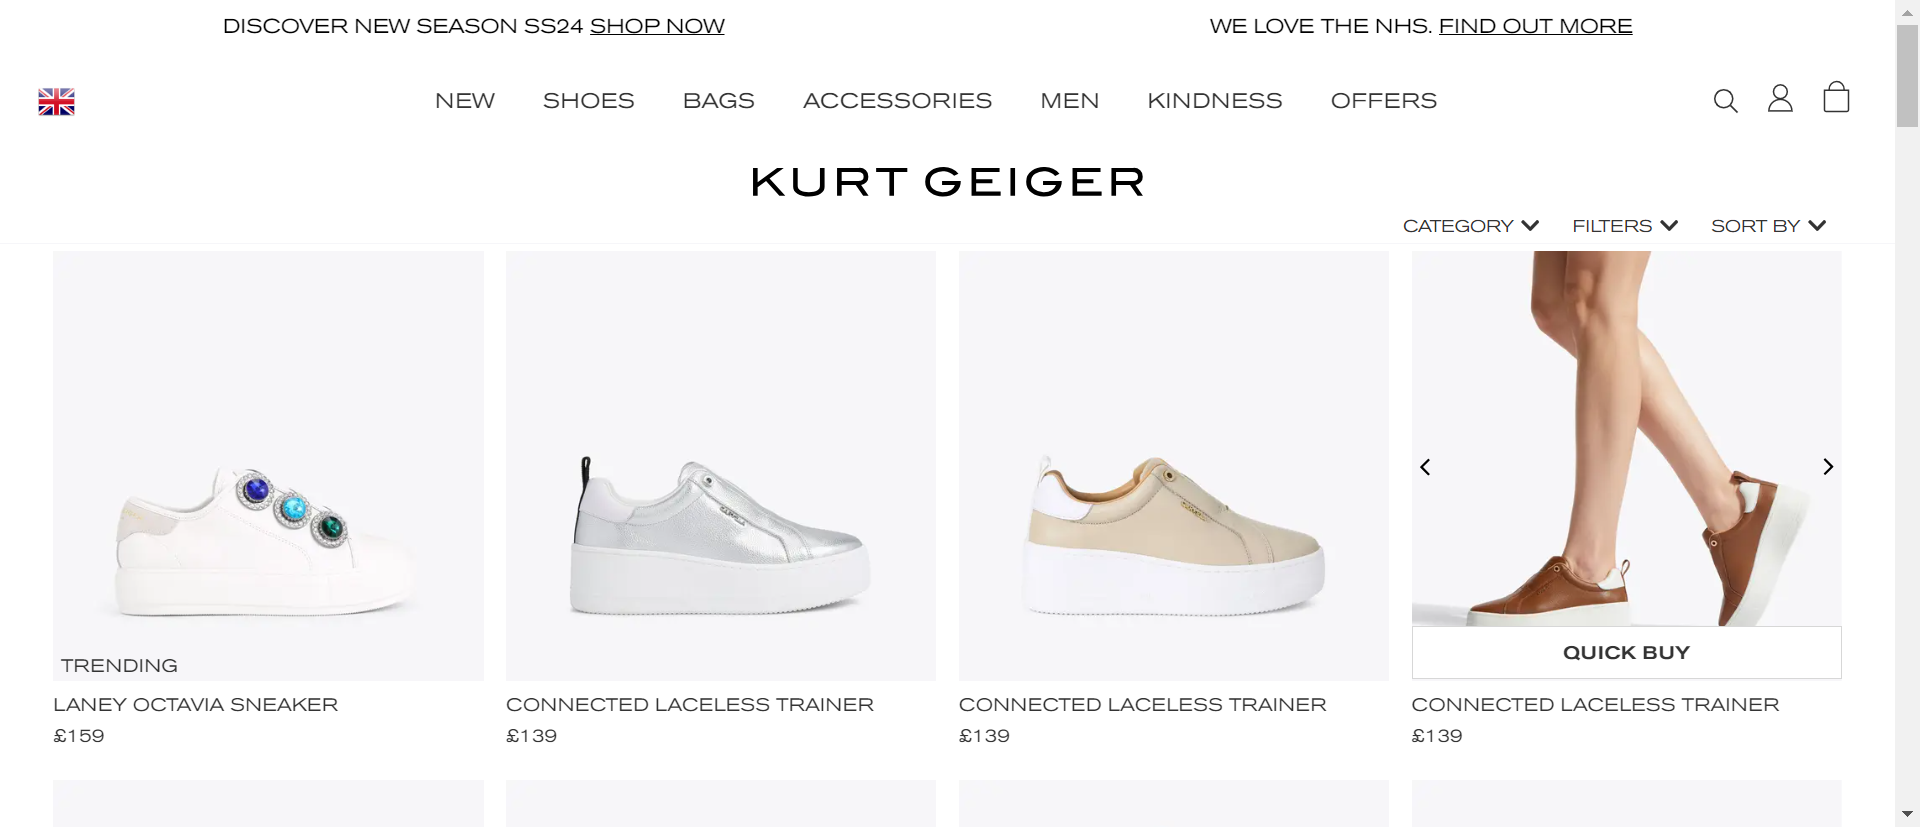 DISCOVER NEW SEASON SS24 SHOP NOW
WE LOVE THE NHS. FIND OUT MORE
NEW SHOES BAGS ACCESSORIES MEN KINDNESS OFFERS
KURT GEIGER
CATEGORY FILTERS SORT BY
TRENDING
QUICK BUY
LANEY OCTAVIA SNEAKER
£159
CONNECTED LACELESS TRAINER
£139
CONNECTED LACELESS TRAINER
£139
CONNECTED LACELESS TRAINER
£139